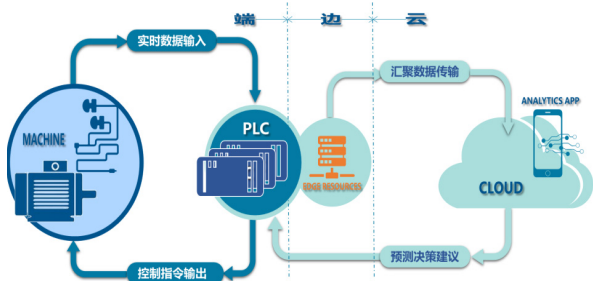 端 边 云
实时数据输入
汇聚数据传输
ANALYTICS APP
MACHINE
PLC
EDGE RESOURCES
CLOUD
预测决策建议
控制指令输出